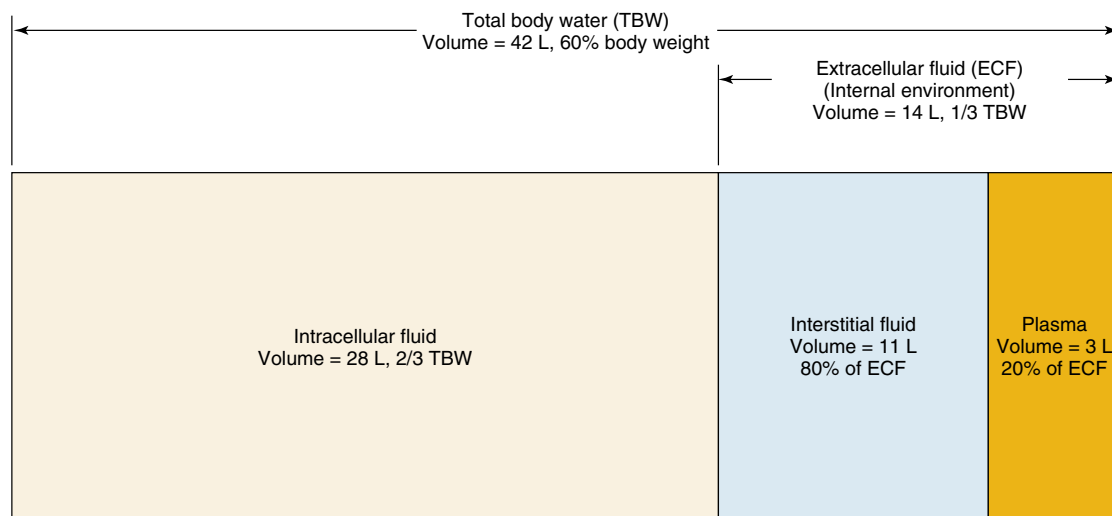 Total body water (TBW)
Volume = 42 L, 60% body weight
Extracellular fluid (ECF)
(Internal environment)
Volume = 14 L, 1/3 TBW
Intracellular fluid
Volume = 28 L, 2/3 TBW
Interstitial fluid
Volume = 11 L
80% of ECF
Plasma
Volume = 3 L
20% of ECF